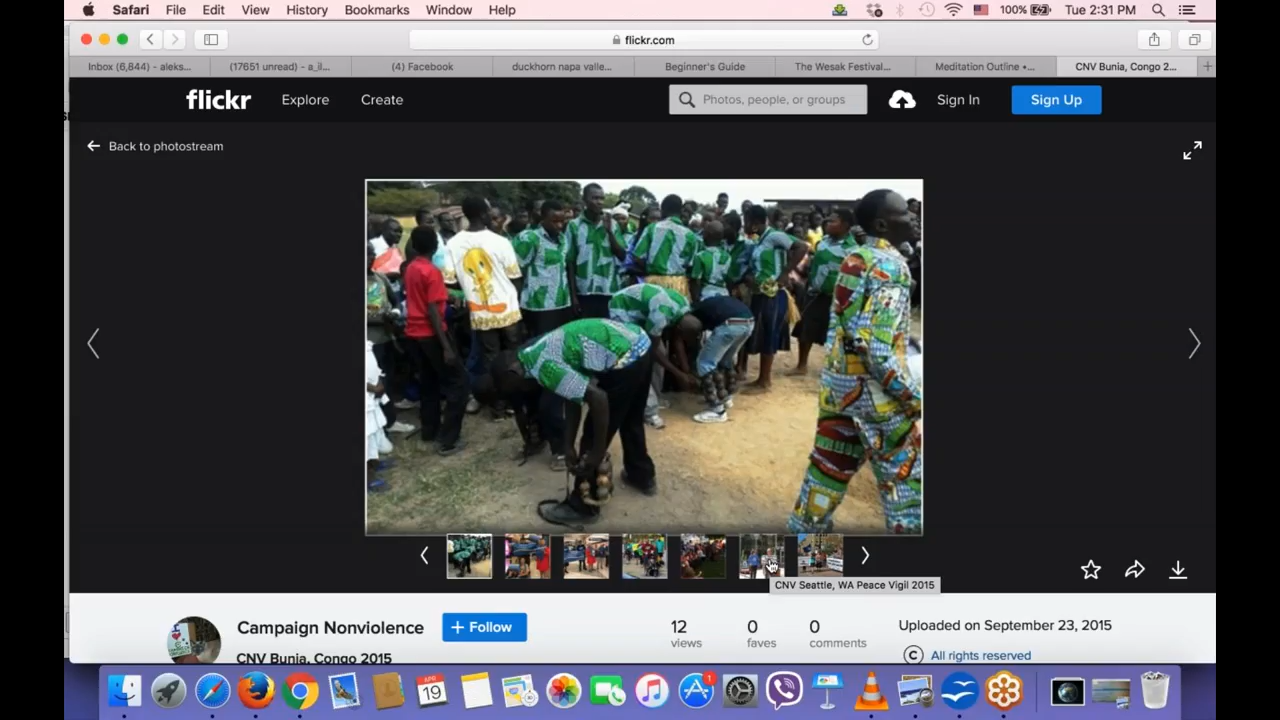 Safari File Edit View History Bookmarks Window Help 100% Tue 2:31 PM
flickr.com
Inbox (6,844) — aleks... (17651 unread) - a_il... (4) Facebook duckhorn napa valle... Beginner's Guide The Wesak Festival... Meditation Outline •... CNV Bunia, Congo 2...
flickr Explore Create Photos, people, or groups Sign In Sign Up
Back to photostream
CNV Seattle, WA Peace Vigil 2015
Campaign Nonviolence + Follow 12 0 0 Uploaded on September 23, 2015
views faves comments
CNV Bunia, Congo 2015 All rights reserved
APR
19
1